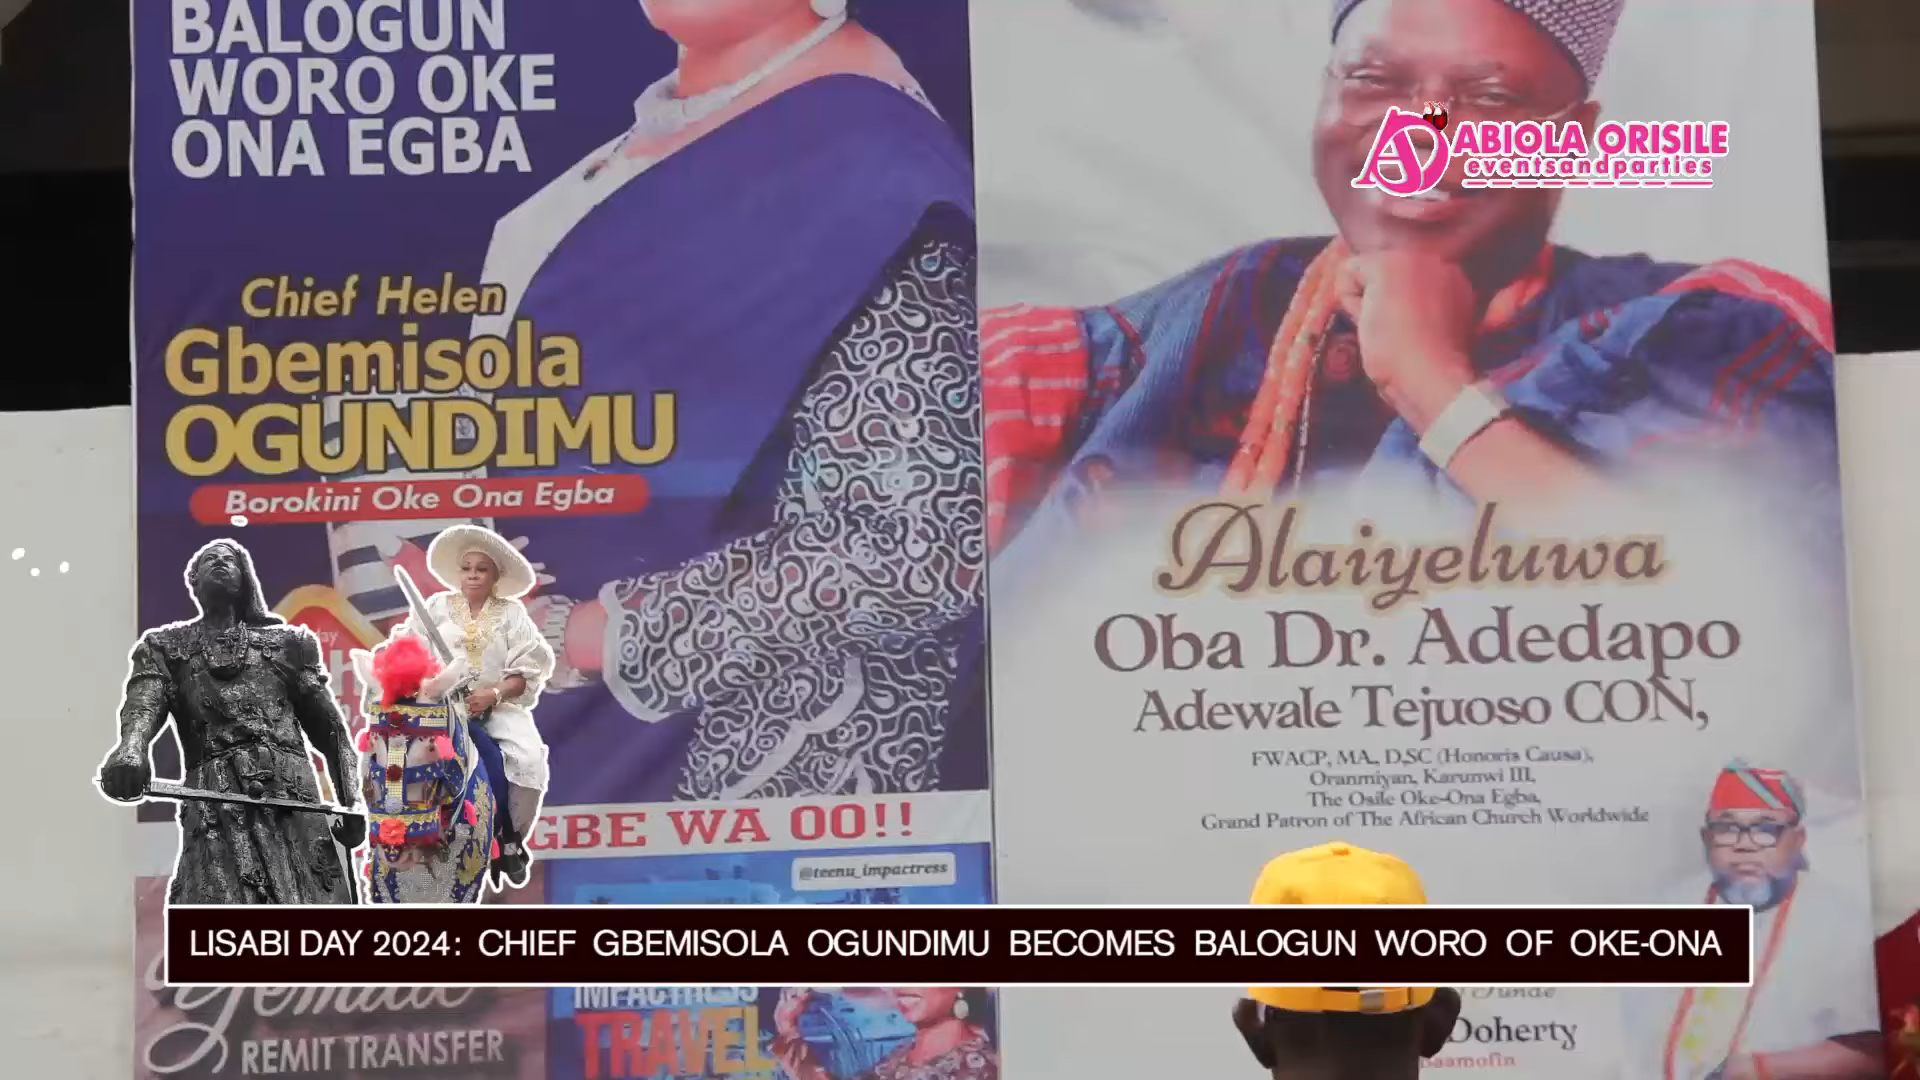 BALOGUN
WORO OKE
ONA EGBA
Chief Helen
Gbemisola
OGUNDIMU
Borokini Oke Ona Egba
GBE WA OO!!
@teenu_impactress
REMIT TRANSFER
IMPACTRESS
TRAVEL
ABIOLA ORISILE
eventsandparties
Alaiyeluwa
Oba Dr. Adedapo
Adewale Tejuoso CON,
FWACP, MA, D,SC (Honoris Causa),
Oranmiyan, Karunwi III,
The Osile Oke-Ona Egba,
Grand Patron of The African Church Worldwide
Tunde
Doherty
Baamofin
LISABI DAY 2024: CHIEF GBEMISOLA OGUNDIMU BECOMES BALOGUN WORO OF OKE-ONA